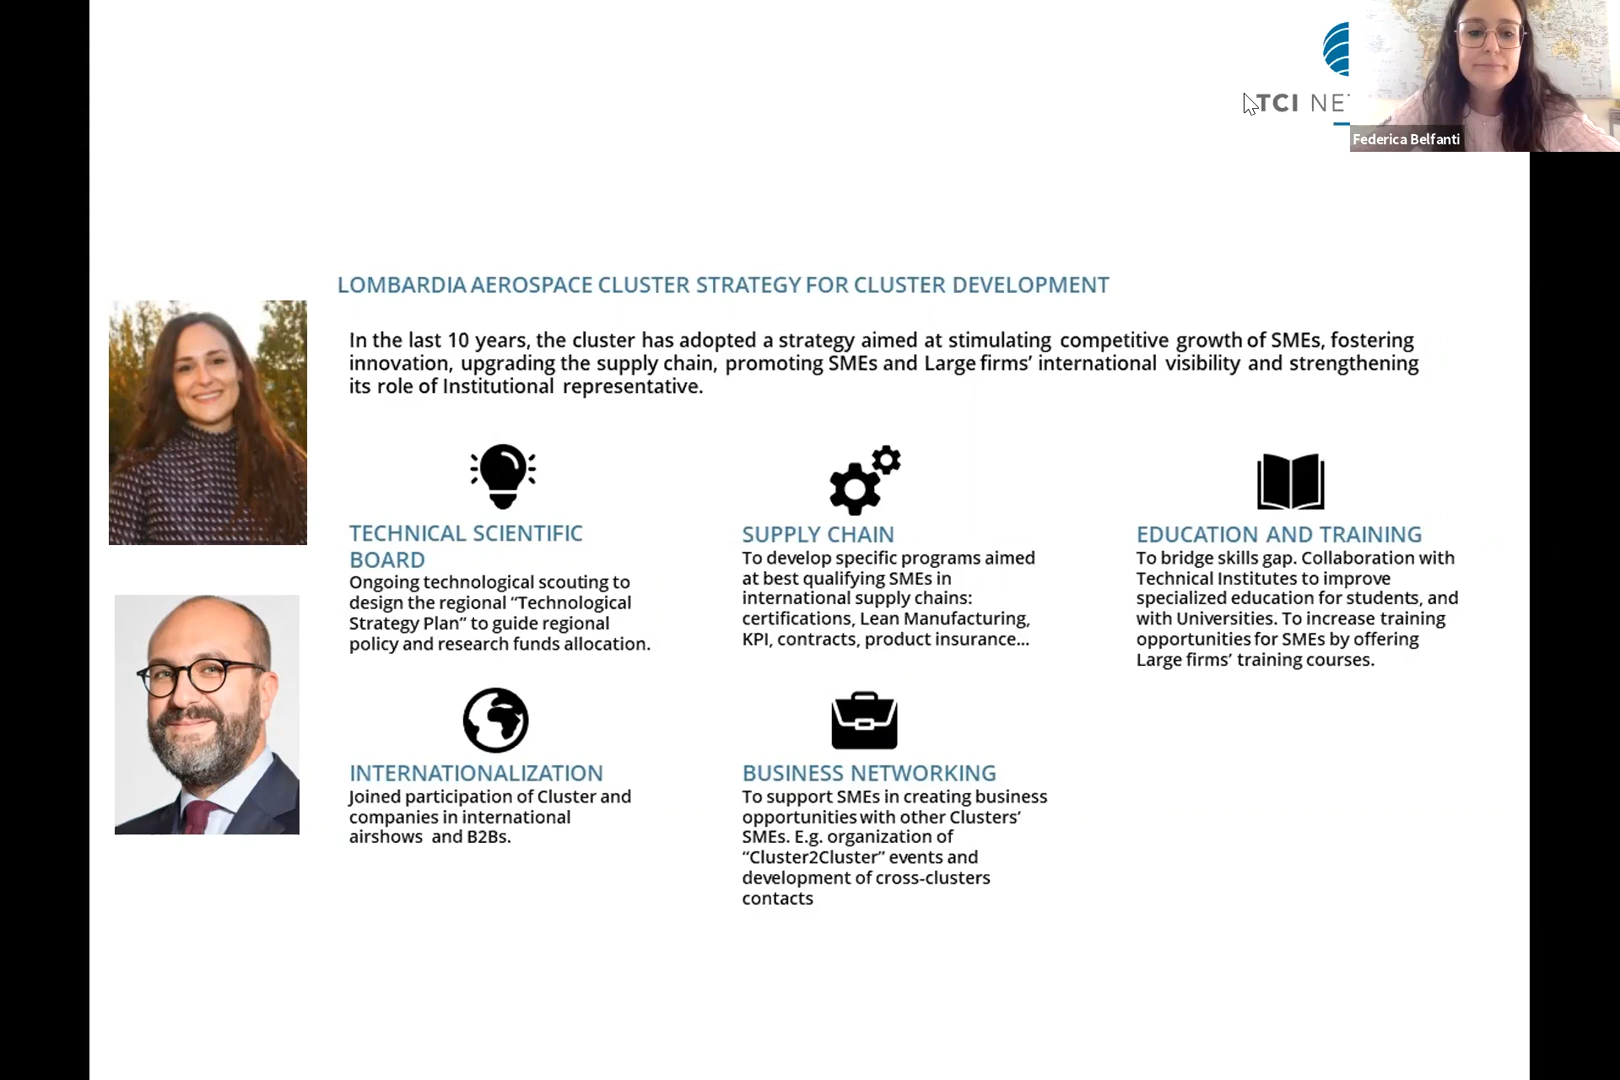 TCI NE
Federica Belfanti
LOMBARDIA AEROSPACE CLUSTER STRATEGY FOR CLUSTER DEVELOPMENT
In the last 10 years, the cluster has adopted a strategy aimed at stimulating competitive growth of SMEs, fostering
innovation, upgrading the supply chain, promoting SMEs and Large firms’ international visibility and strengthening
its role of Institutional representative.
TECHNICAL SCIENTIFIC
BOARD
Ongoing technological scouting to
design the regional “Technological
Strategy Plan” to guide regional
policy and research funds allocation.
SUPPLY CHAIN
To develop specific programs aimed
at best qualifying SMEs in
international supply chains:
certifications, Lean Manufacturing,
KPI, contracts, product insurance...
EDUCATION AND TRAINING
To bridge skills gap. Collaboration with
Technical Institutes to improve
specialized education for students, and
with Universities. To increase training
opportunities for SMEs by offering
Large firms’ training courses.
INTERNATIONALIZATION
Joined participation of Cluster and
companies in international
airshows and B2Bs.
BUSINESS NETWORKING
To support SMEs in creating business
opportunities with other Clusters’
SMEs. E.g. organization of
“Cluster2Cluster” events and
development of cross-clusters
contacts